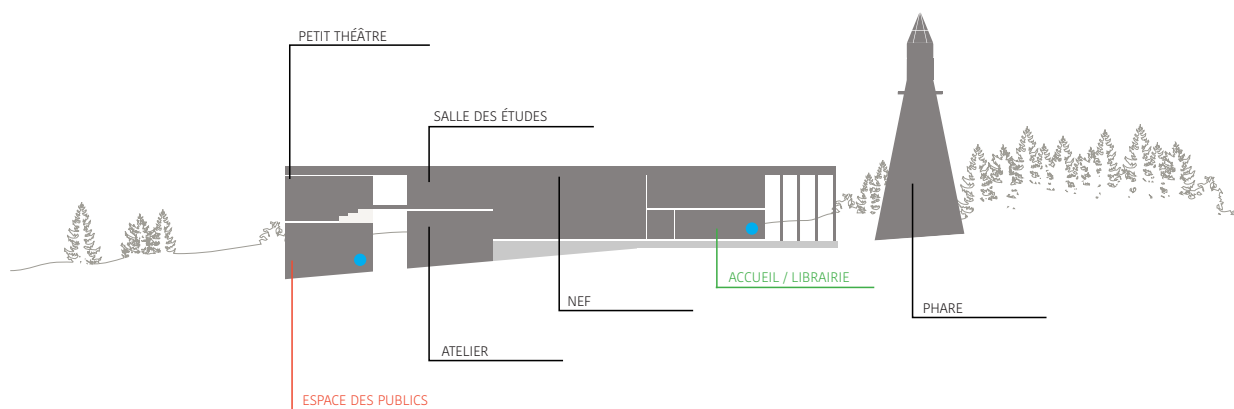 PETIT THÉÂTRE
SALLE DES ÉTUDES
ACCUEIL / LIBRAIRIE
NEF
PHARE
ATELIER
ESPACE DES PUBLICS